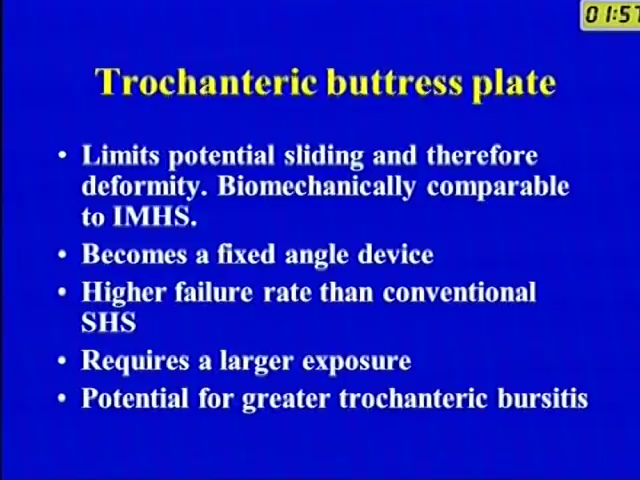 01:57
Trochanteric buttress plate
• Limits potential sliding and therefore
deformity. Biomechanically comparable
to IMHS.
• Becomes a fixed angle device
• Higher failure rate than conventional
SHS
• Requires a larger exposure
• Potential for greater trochanteric bursitis